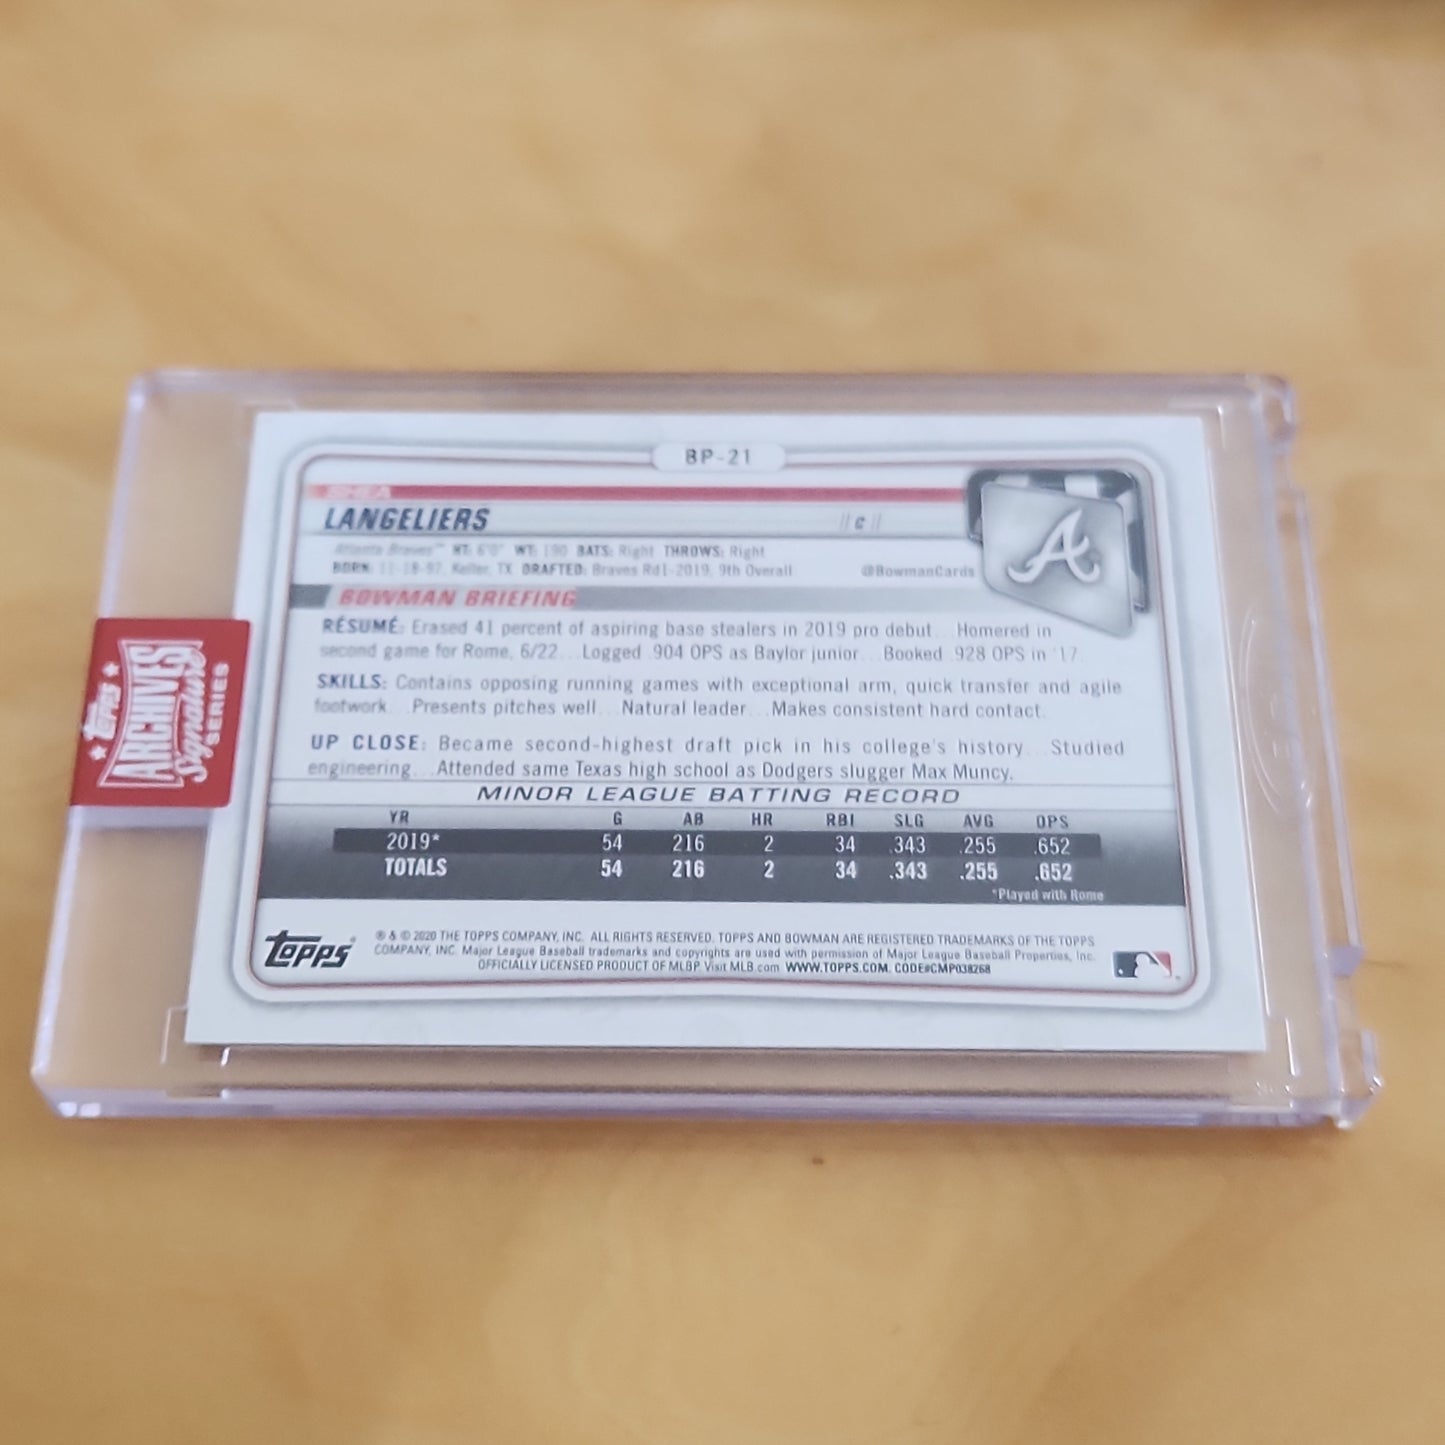 BP-21
SHEA
LANGELIERS // C //
Atlanta Braves™ HT: 6'0" WT: 190 BATS: Right THROWS: Right
BORN: 11-18-97, Keller, TX DRAFTED: Braves Rd1-2019, 9th Overall @BowmanCards
BOWMAN BRIEFING
RÉSUMÉ: Erased 41 percent of aspiring base stealers in 2019 pro debut...Homered in
second game for Rome, 6/22...Logged .904 OPS as Baylor junior...Booked .928 OPS in '17.
SKILLS: Contains opposing running games with exceptional arm, quick transfer and agile
footwork...Presents pitches well...Natural leader...Makes consistent hard contact.
UP CLOSE: Became second-highest draft pick in his college's history...Studied
engineering...Attended same Texas high school as Dodgers slugger Max Muncy.
MINOR LEAGUE BATTING RECORD
YR G AB HR RBI SLG AVG OPS
2019* 54 216 2 34 .343 .255 .652
TOTALS 54 216 2 34 .343 .255 .652
*Played with Rome
topps®
® & © 2020 THE TOPPS COMPANY, INC. ALL RIGHTS RESERVED. TOPPS AND BOWMAN ARE REGISTERED TRADEMARKS OF THE TOPPS
COMPANY, INC. Major League Baseball trademarks and copyrights are used with permission of Major League Baseball Properties, Inc.
OFFICIALLY LICENSED PRODUCT OF MLBP Visit MLB.com WWW.TOPPS.COM. CODE#CMP038268
Topps
ARCHIVES
Signature
SERIES